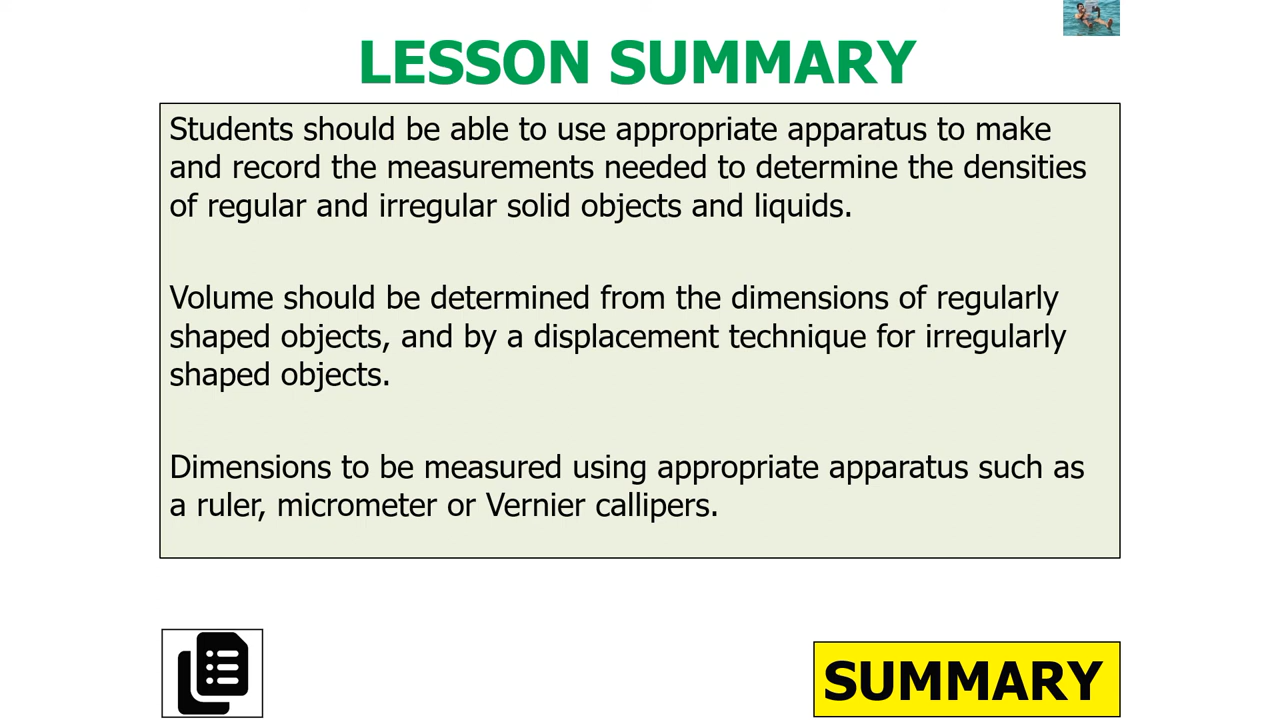 LESSON SUMMARY
Students should be able to use appropriate apparatus to make
and record the measurements needed to determine the densities
of regular and irregular solid objects and liquids.
Volume should be determined from the dimensions of regularly
shaped objects, and by a displacement technique for irregularly
shaped objects.
Dimensions to be measured using appropriate apparatus such as
a ruler, micrometer or Vernier callipers.
SUMMARY